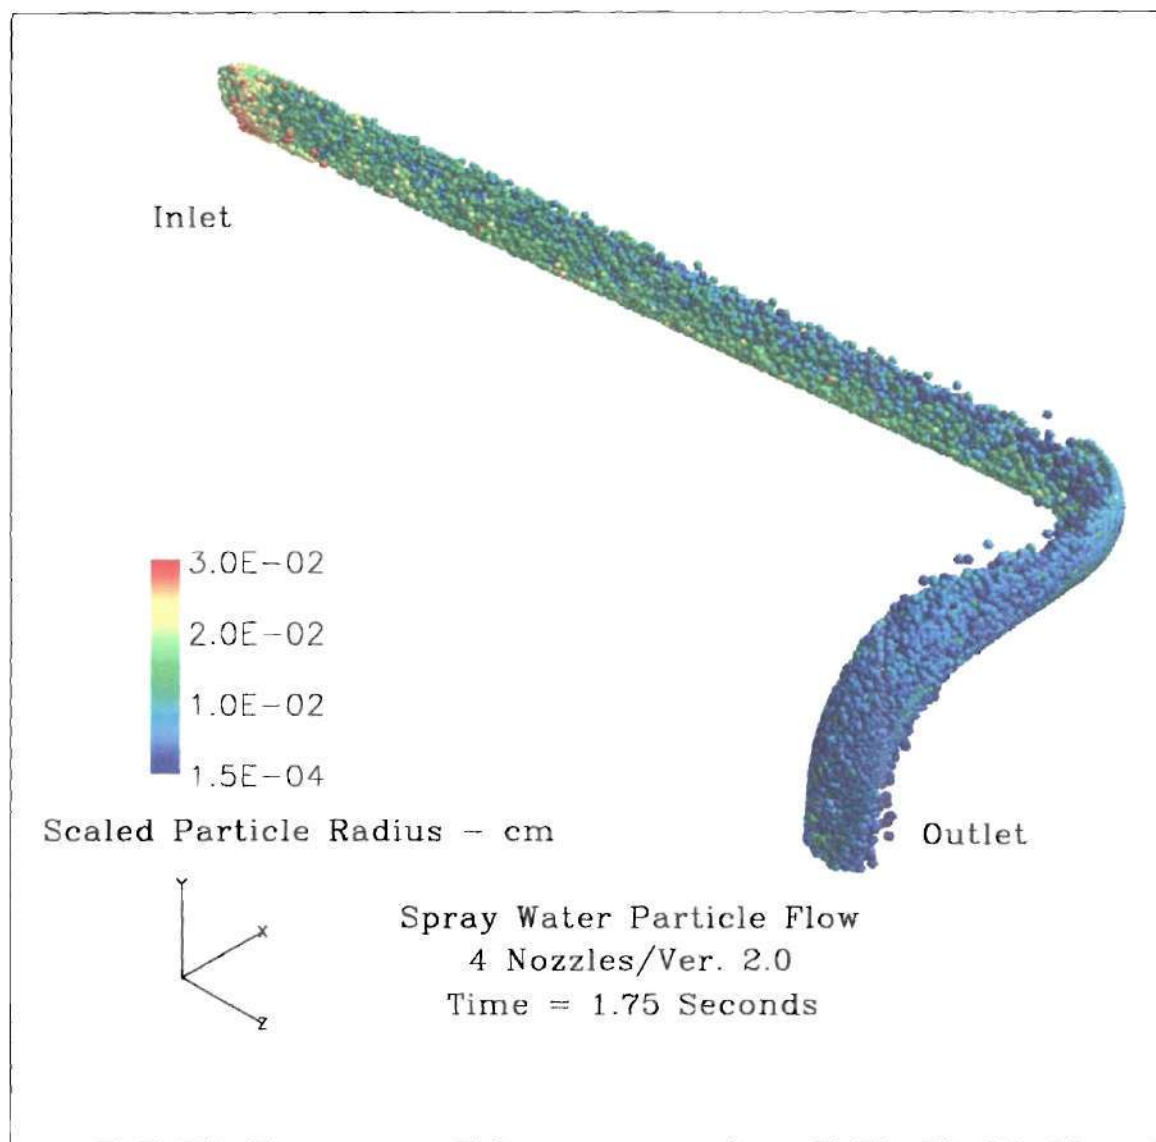 Inlet
3.0E-02
2.0E-02
1.0E-02
1.5E-04
Scaled Particle Radius - cm
Outlet
Y
X
Z
Spray Water Particle Flow
4 Nozzles/Ver. 2.0
Time = 1.75 Seconds